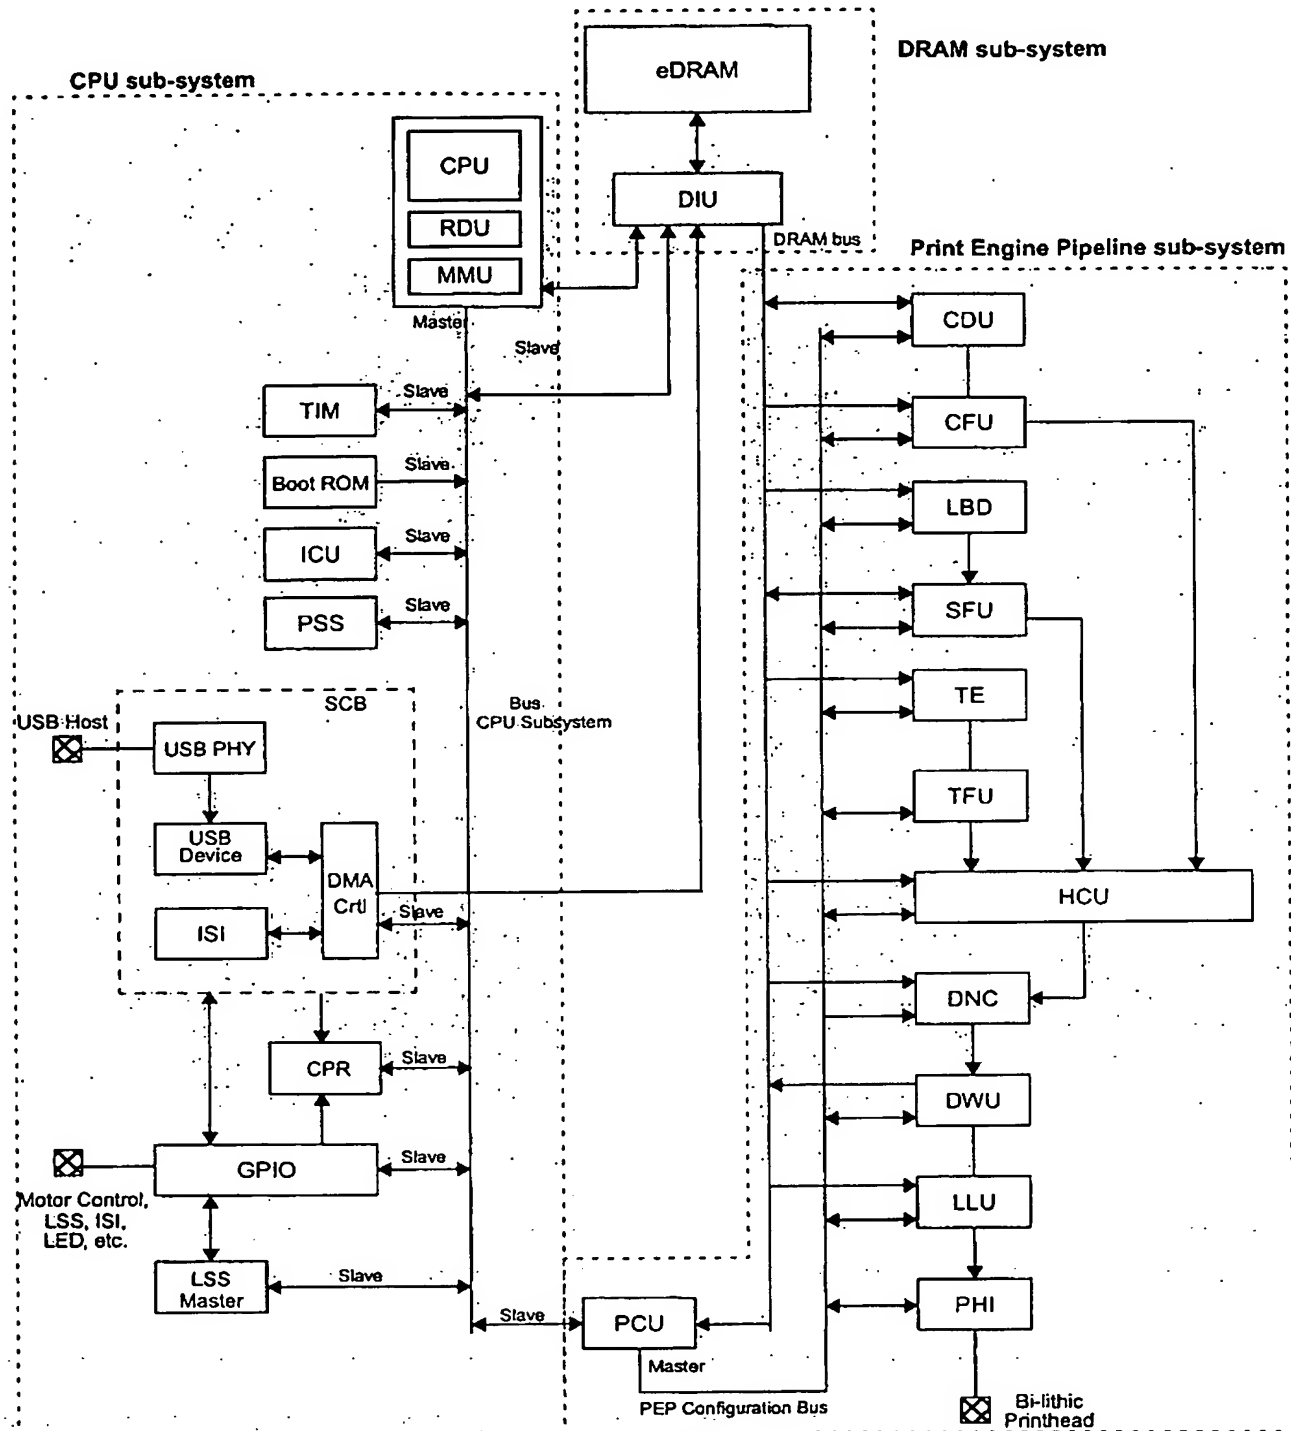 eDRAM
DRAM sub-system
CPU sub-system
CPU
RDU
MMU
DIU
DRAM bus
Print Engine Pipeline sub-system
Master
Slave
CDU
TIM
Slave
CFU
Boot ROM
Slave
LBD
ICU
Slave
PSS
Slave
SFU
SCB
Bus
CPU Subsystem
TE
USB Host
USB PHY
TFU
USB
Device
DMA
Crtl
Slave
ISI
HCU
DNC
CPR
Slave
DWU
GPIO
Slave
Motor Control,
LSS, ISI,
LED, etc.
LLU
LSS
Master
Slave
PHI
Slave
PCU
Master
PEP Configuration Bus
Bi-lithic
Printhead